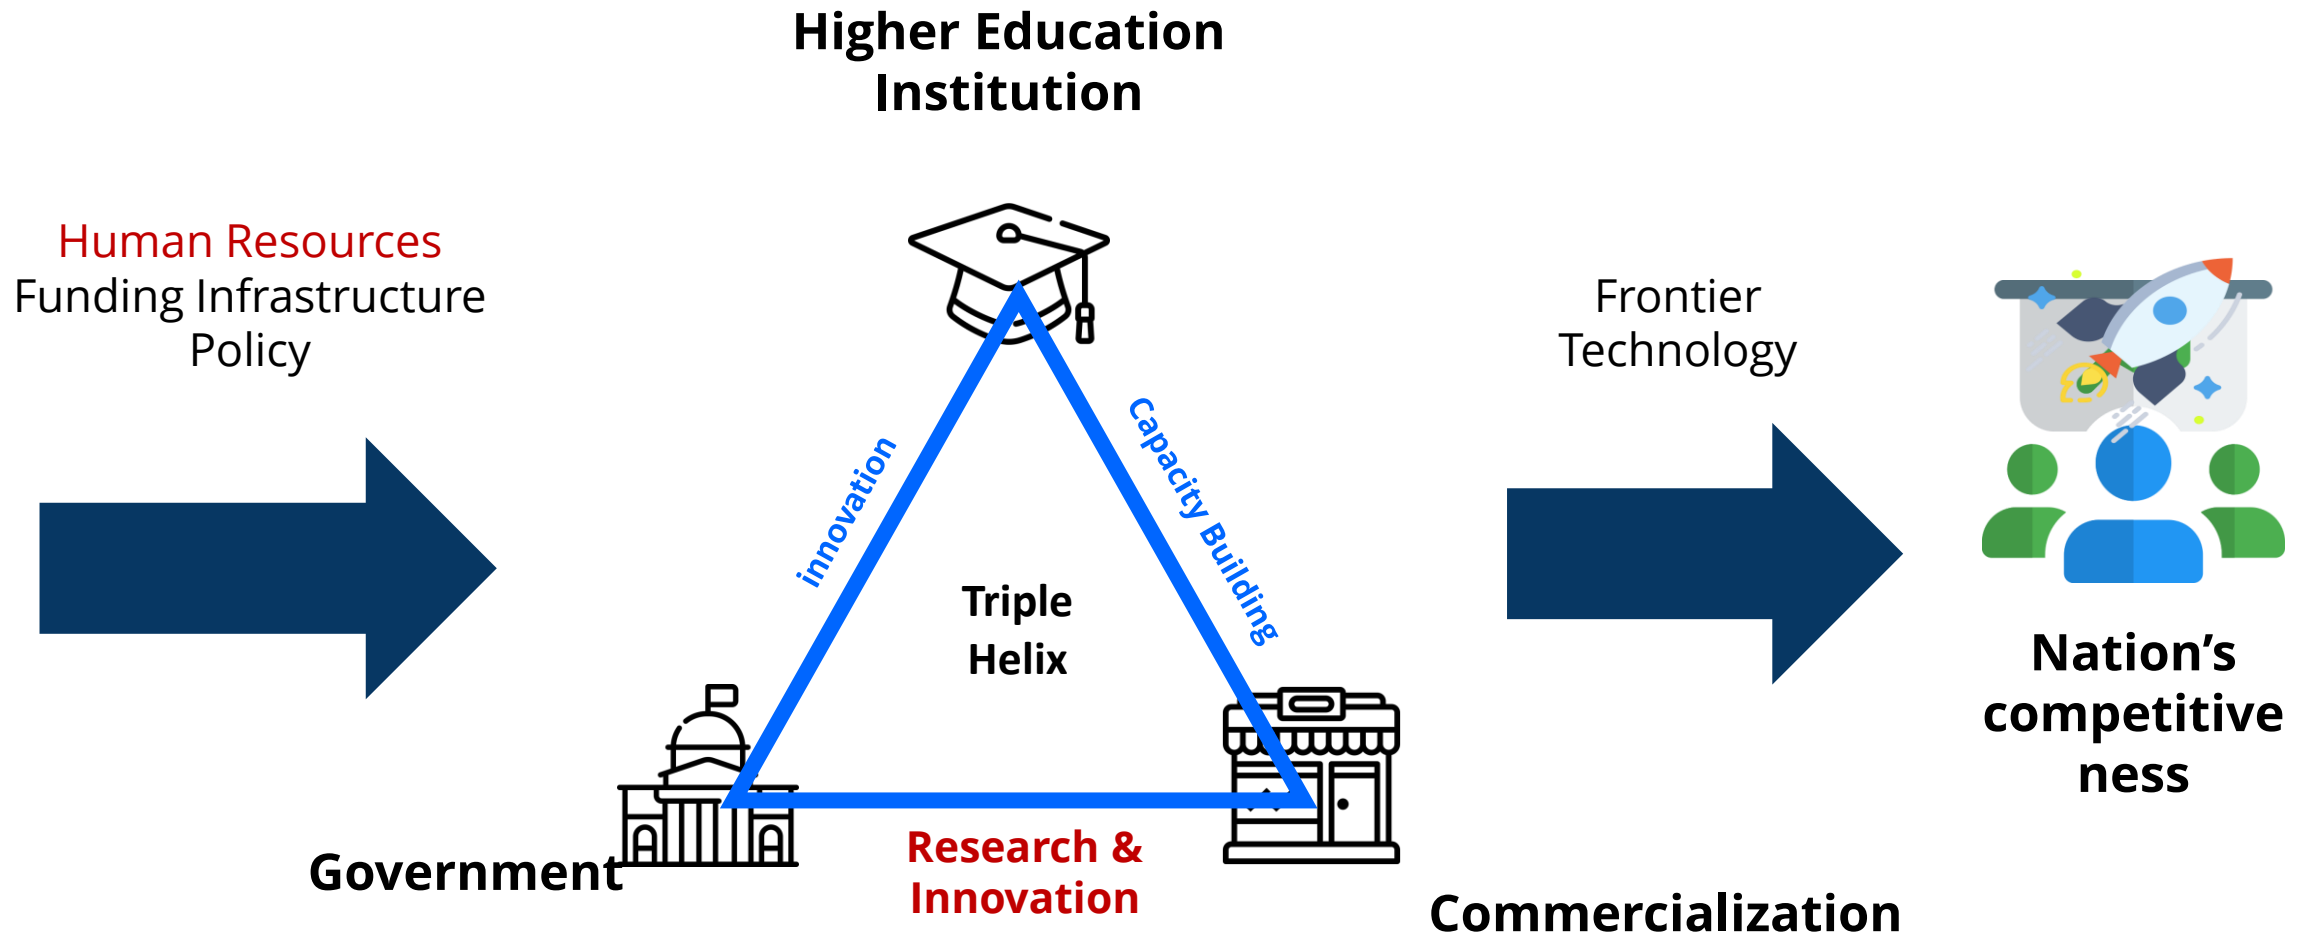 Higher Education
Institution
Human Resources
Funding Infrastructure
Policy
innovation
Capacity Building
Triple
Helix
Government
Research &
Innovation
Commercialization
Frontier
Technology
Nation’s
competitive
ness